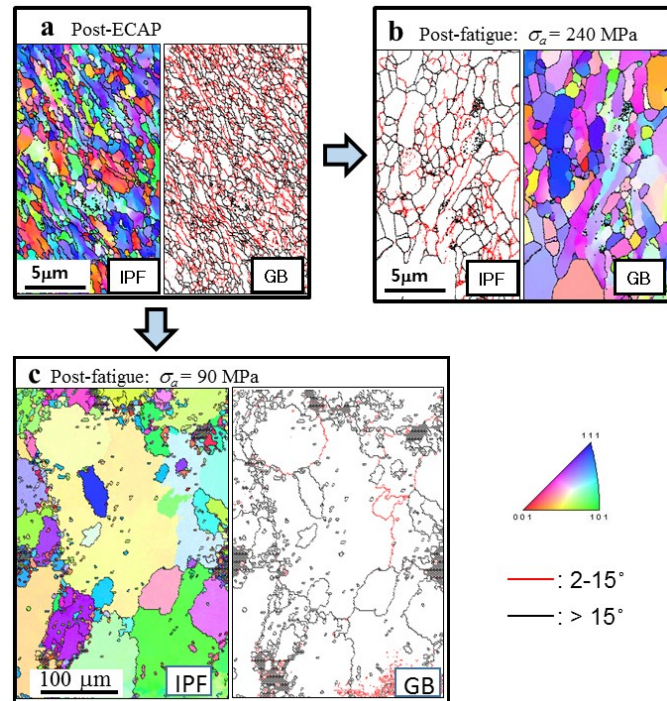 a Post-ECAP
5μm
IPF
GB
b Post-fatigue: σa = 240 MPa
5μm
IPF
GB
c Post-fatigue: σa = 90 MPa
100 μm
IPF
GB
111
001
101
: 2-15°
: > 15°